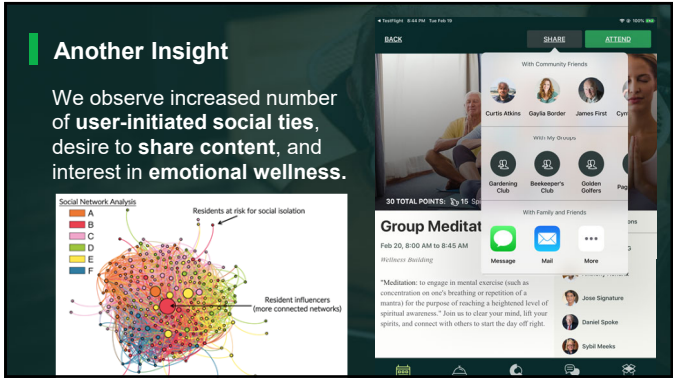 Another Insight
We observe increased number
of user-initiated social ties,
desire to share content, and
interest in emotional wellness.
Social Network Analysis
A
B
C
D
E
F
Residents at risk for social isolation
Resident influencers
(more connected networks)
TestFlight 8:44 PM Tue Feb 19
100%
BACK
SHARE
ATTEND
With Community Friends
Curtis Atkins
Gaylia Border
James First
With My Groups
Gardening
Club
Beekeeper's
Club
Golden
Golfers
With Family and Friends
Message
Mail
More
30 TOTAL POINTS: 15
Group Meditat
Feb 20, 8:00 AM to 8:45 AM
Wellness Building
"Meditation: to engage in mental exercise (such as
concentration on one's breathing or repetition of a
mantra) for the purpose of reaching a heightened level of
spiritual awareness." Join us to clear your mind, lift your
spirits, and connect with others to start the day off right.
Jose Signature
Daniel Spoke
Sybil Meeks